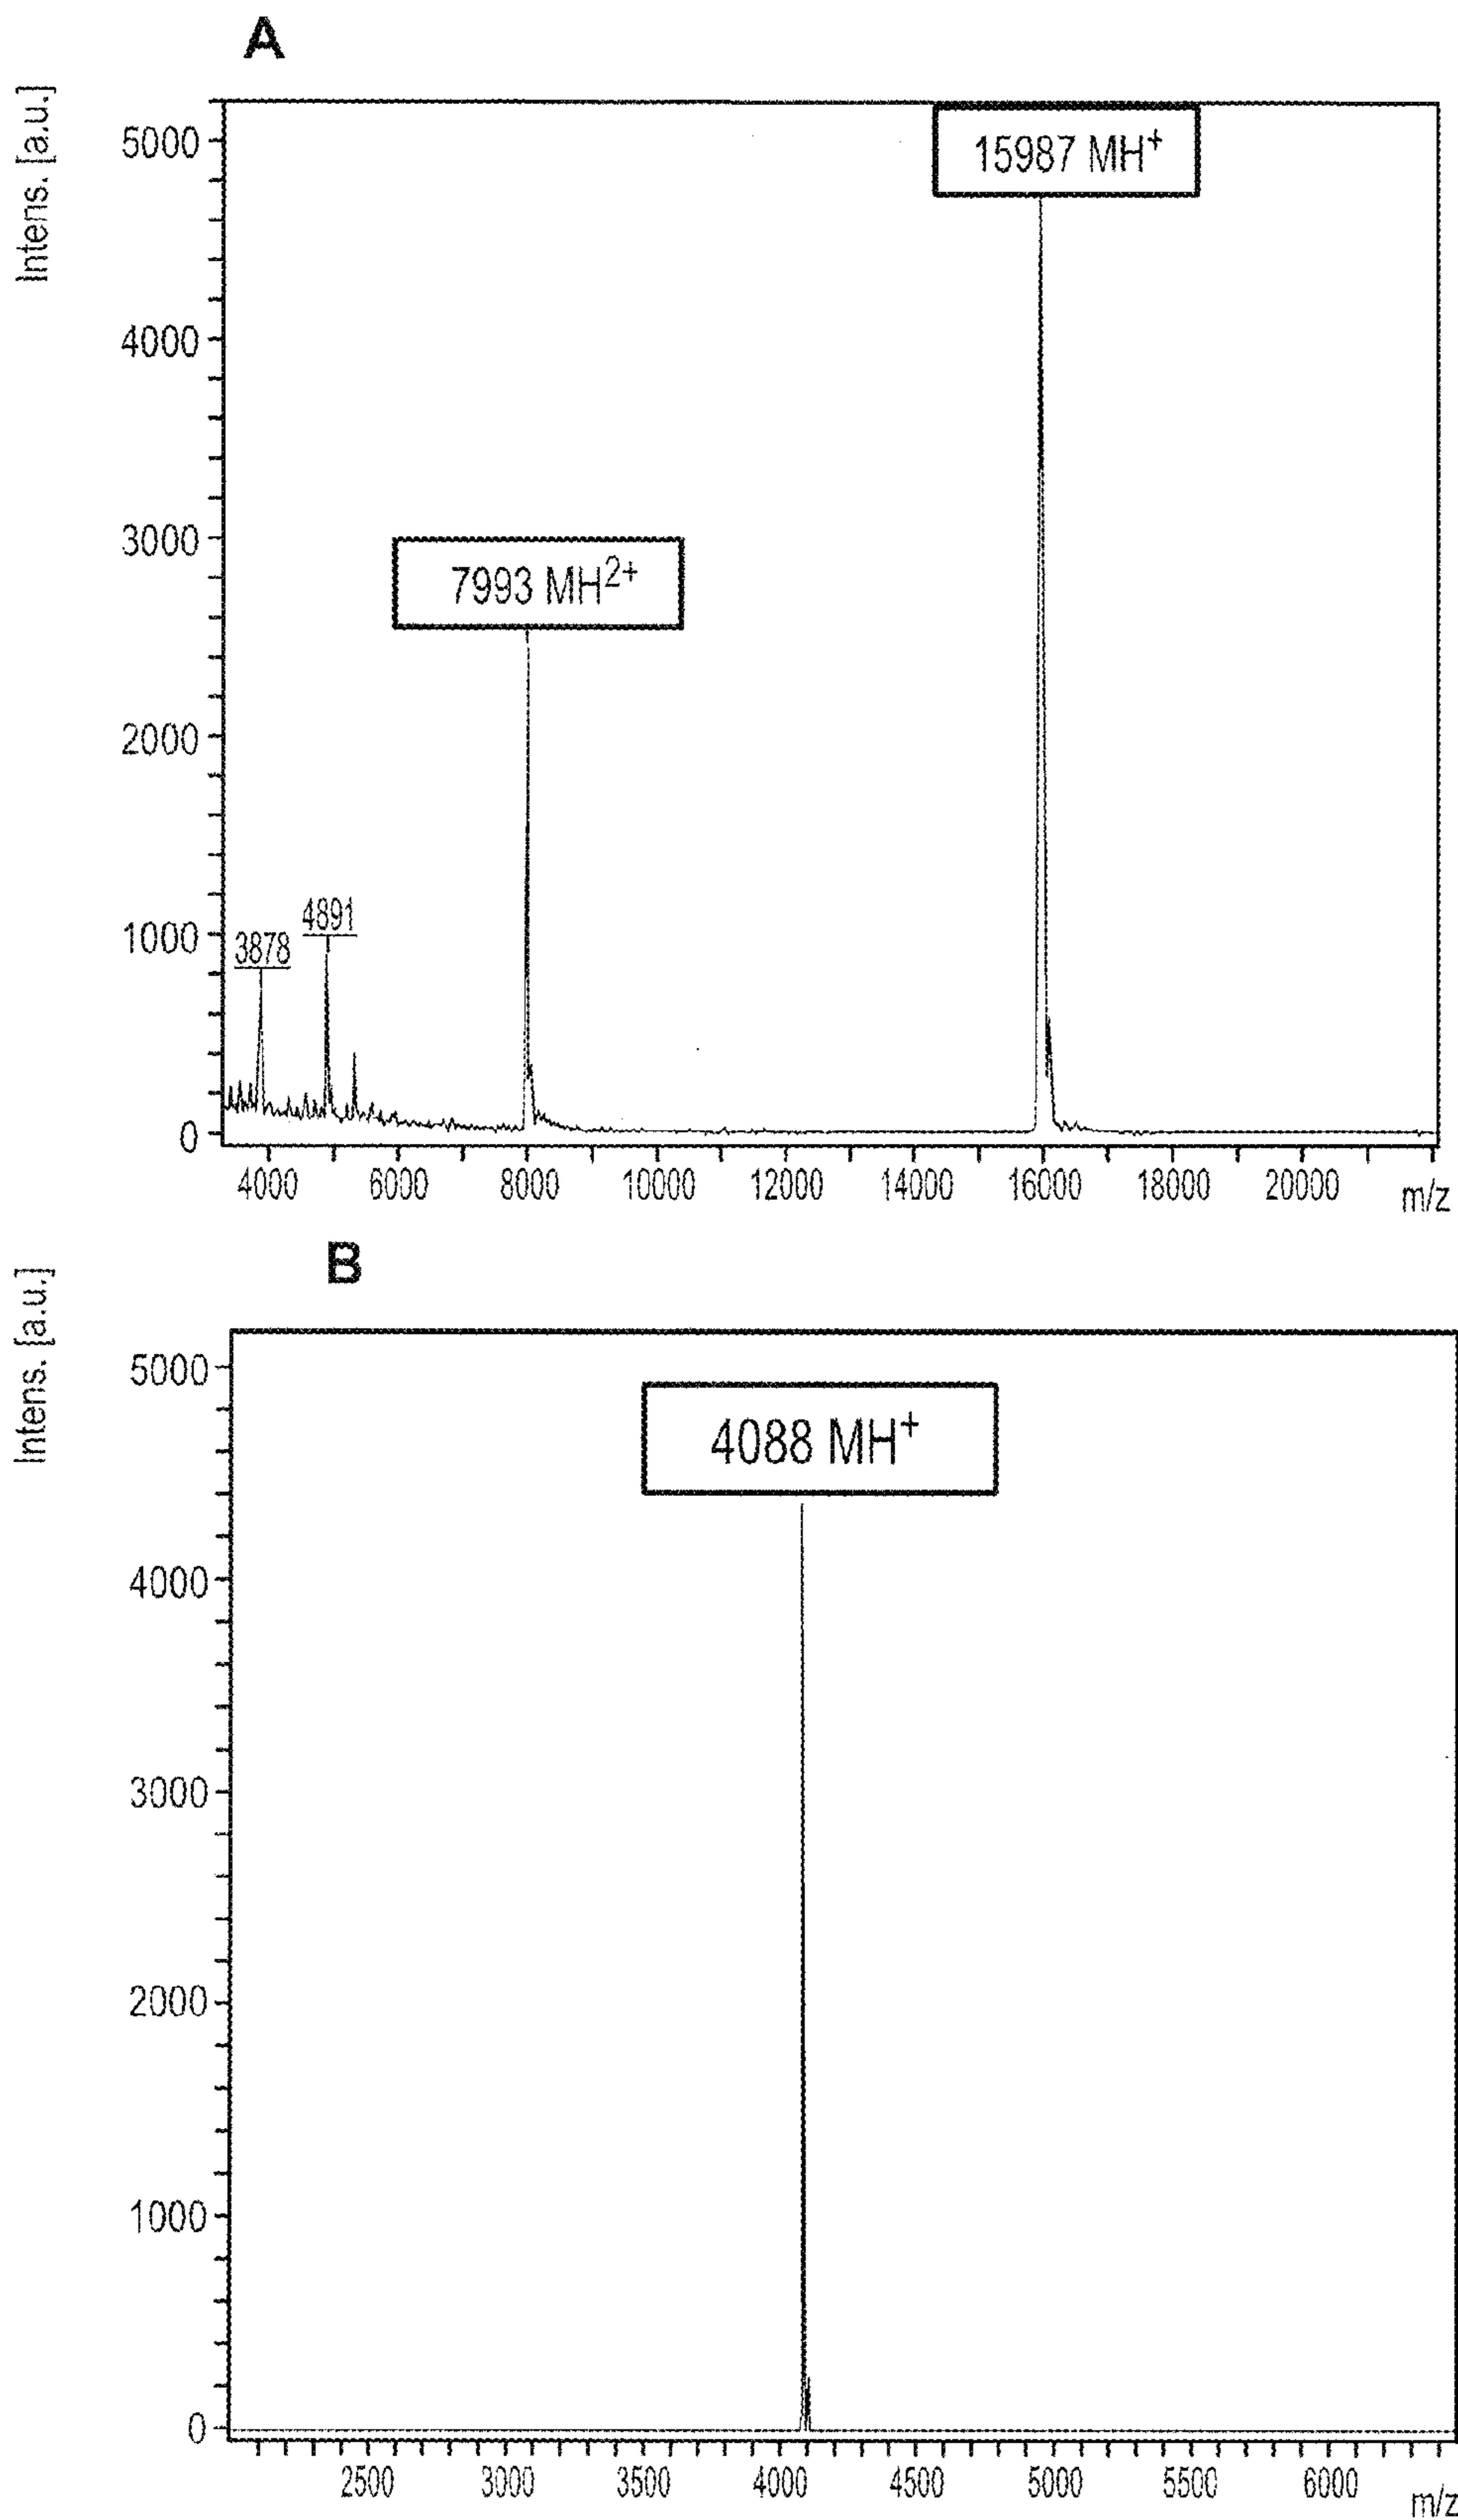 A
Intens. [a.u.]
5000
4000
3000
2000
1000
0
15987 MH⁺
7993 MH²⁺
4891
3878
4000 6000 8000 10000 12000 14000 16000 18000 20000 m/z
B
Intens. [a.u.]
5000
4000
3000
2000
1000
0
4088 MH⁺
2500 3000 3500 4000 4500 5000 5500 6000 m/z